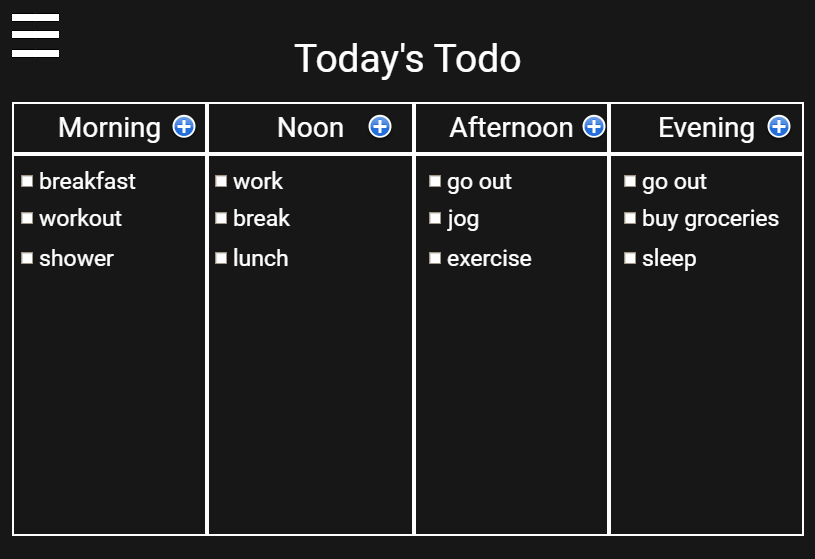 Today's Todo
Morning
Noon
Afternoon
Evening
breakfast
workout
shower
work
break
lunch
go out
jog
exercise
go out
buy groceries
sleep